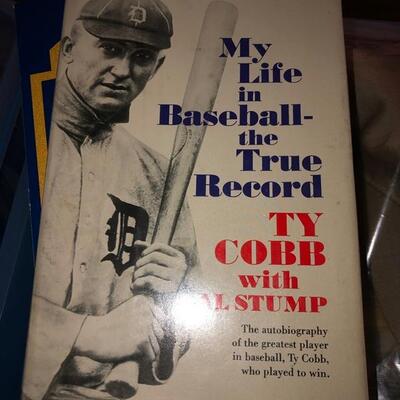 D
My
Life
in
Baseball-
the
True
Record
D
TY
COBB
with
AL STUMP
The autobiography
of the greatest player
in baseball, Ty Cobb,
who played to win.